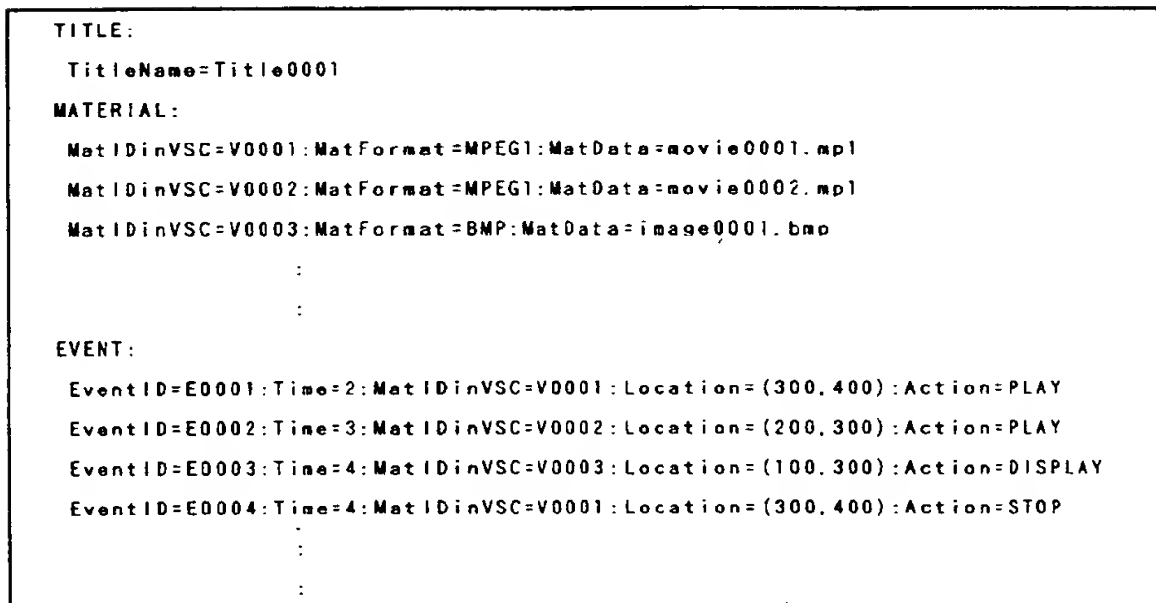 TITLE:
TitleName=Title0001
MATERIAL:
MatIDinVSC=V0001:MatFormat=MPEG1:MatData=movie0001.mp1
MatIDinVSC=V0002:MatFormat=MPEG1:MatData=movie0002.mp1
MatIDinVSC=V0003:MatFormat=BMP:MatData=image0001.bmp
:
:
EVENT:
EventID=E0001:Time=2:MatIDinVSC=V0001:Location=(300,400):Action=PLAY
EventID=E0002:Time=3:MatIDinVSC=V0002:Location=(200,300):Action=PLAY
EventID=E0003:Time=4:MatIDinVSC=V0003:Location=(100,300):Action=DISPLAY
EventID=E0004:Time=4:MatIDinVSC=V0001:Location=(300,400):Action=STOP
:
: